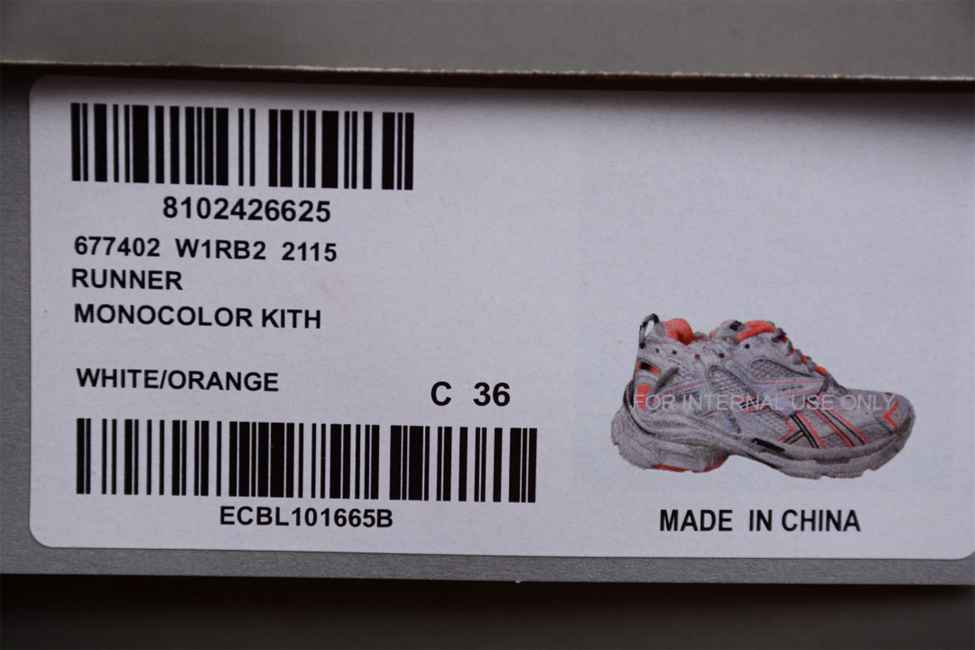 8102426625
677402 W1RB2 2115
RUNNER
MONOCOLOR KITH
WHITE/ORANGE
C 36
FOR INTERNAL USE ONLY
ECBL101665B
MADE IN CHINA